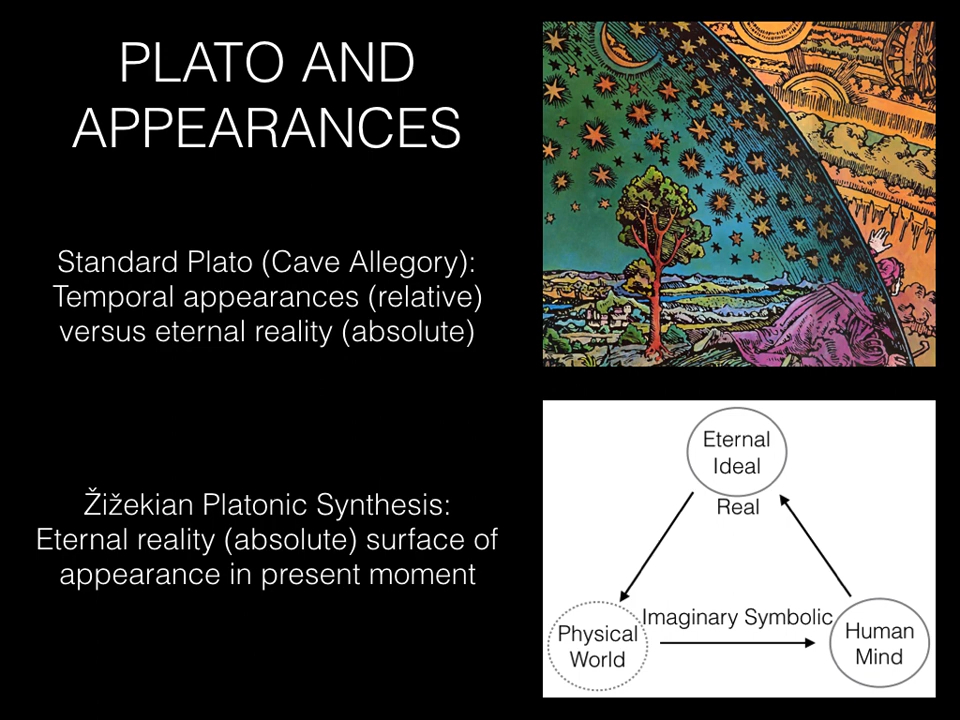 PLATO AND
APPEARANCES
Standard Plato (Cave Allegory):
Temporal appearances (relative)
versus eternal reality (absolute)
Žižekian Platonic Synthesis:
Eternal reality (absolute) surface of
appearance in present moment
Eternal
Ideal
Real
Imaginary Symbolic
Physical
World
Human
Mind